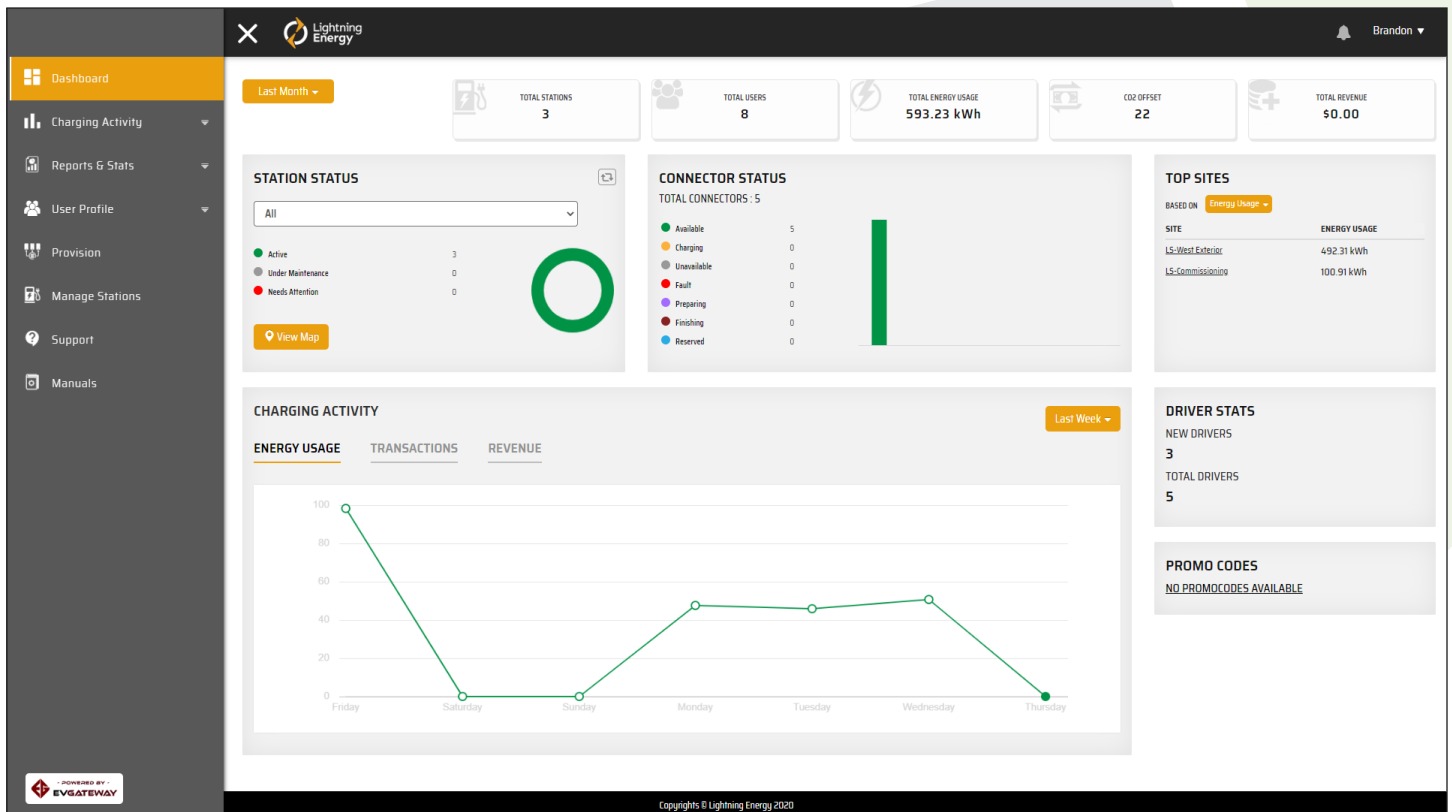 Lightning
Energy
Brandon
Dashboard
Charging Activity
Reports & Stats
User Profile
Provision
Manage Stations
Support
Manuals
- POWERED BY -
EVGATEWAY
Last Month
TOTAL STATIONS
3
TOTAL USERS
8
TOTAL ENERGY USAGE
593.23 kWh
CO2 OFFSET
22
TOTAL REVENUE
$0.00
STATION STATUS
All
Active 3
Under Maintenance 0
Needs Attention 0
View Map
CONNECTOR STATUS
TOTAL CONNECTORS : 5
Available 5
Charging 0
Unavailable 0
Fault 0
Preparing 0
Finishing 0
Reserved 0
TOP SITES
BASED ON Energy Usage
SITE ENERGY USAGE
LS-West Exterior 492.31 kWh
LS-Commissioning 100.91 kWh
CHARGING ACTIVITY
Last Week
ENERGY USAGE TRANSACTIONS REVENUE
100
80
60
40
20
0
Friday Saturday Sunday Monday Tuesday Wednesday Thursday
DRIVER STATS
NEW DRIVERS
3
TOTAL DRIVERS
5
PROMO CODES
NO PROMOCODES AVAILABLE
Copyrights © Lightning Energy 2020